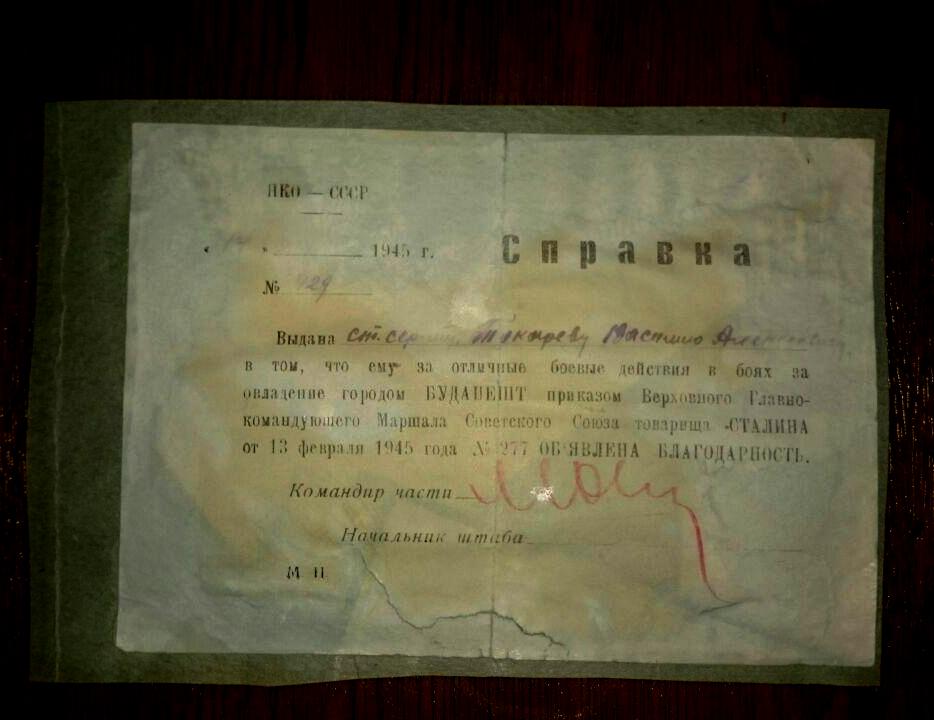 НКО — СССР
« » 1945 г.
Справка
№ 929
Выдана ст. Токареву Василию Алексеевичу
в том, что ему за отличные боевые действия в боях за
овладение городом БУДАПЕШТ приказом Верховного Главно-
командующего Маршала Советского Союза товарища СТАЛИНА
от 13 февраля 1945 года № 277 ОБ'ЯВЛЕНА БЛАГОДАРНОСТЬ.
Командир части
Начальник штаба
М П